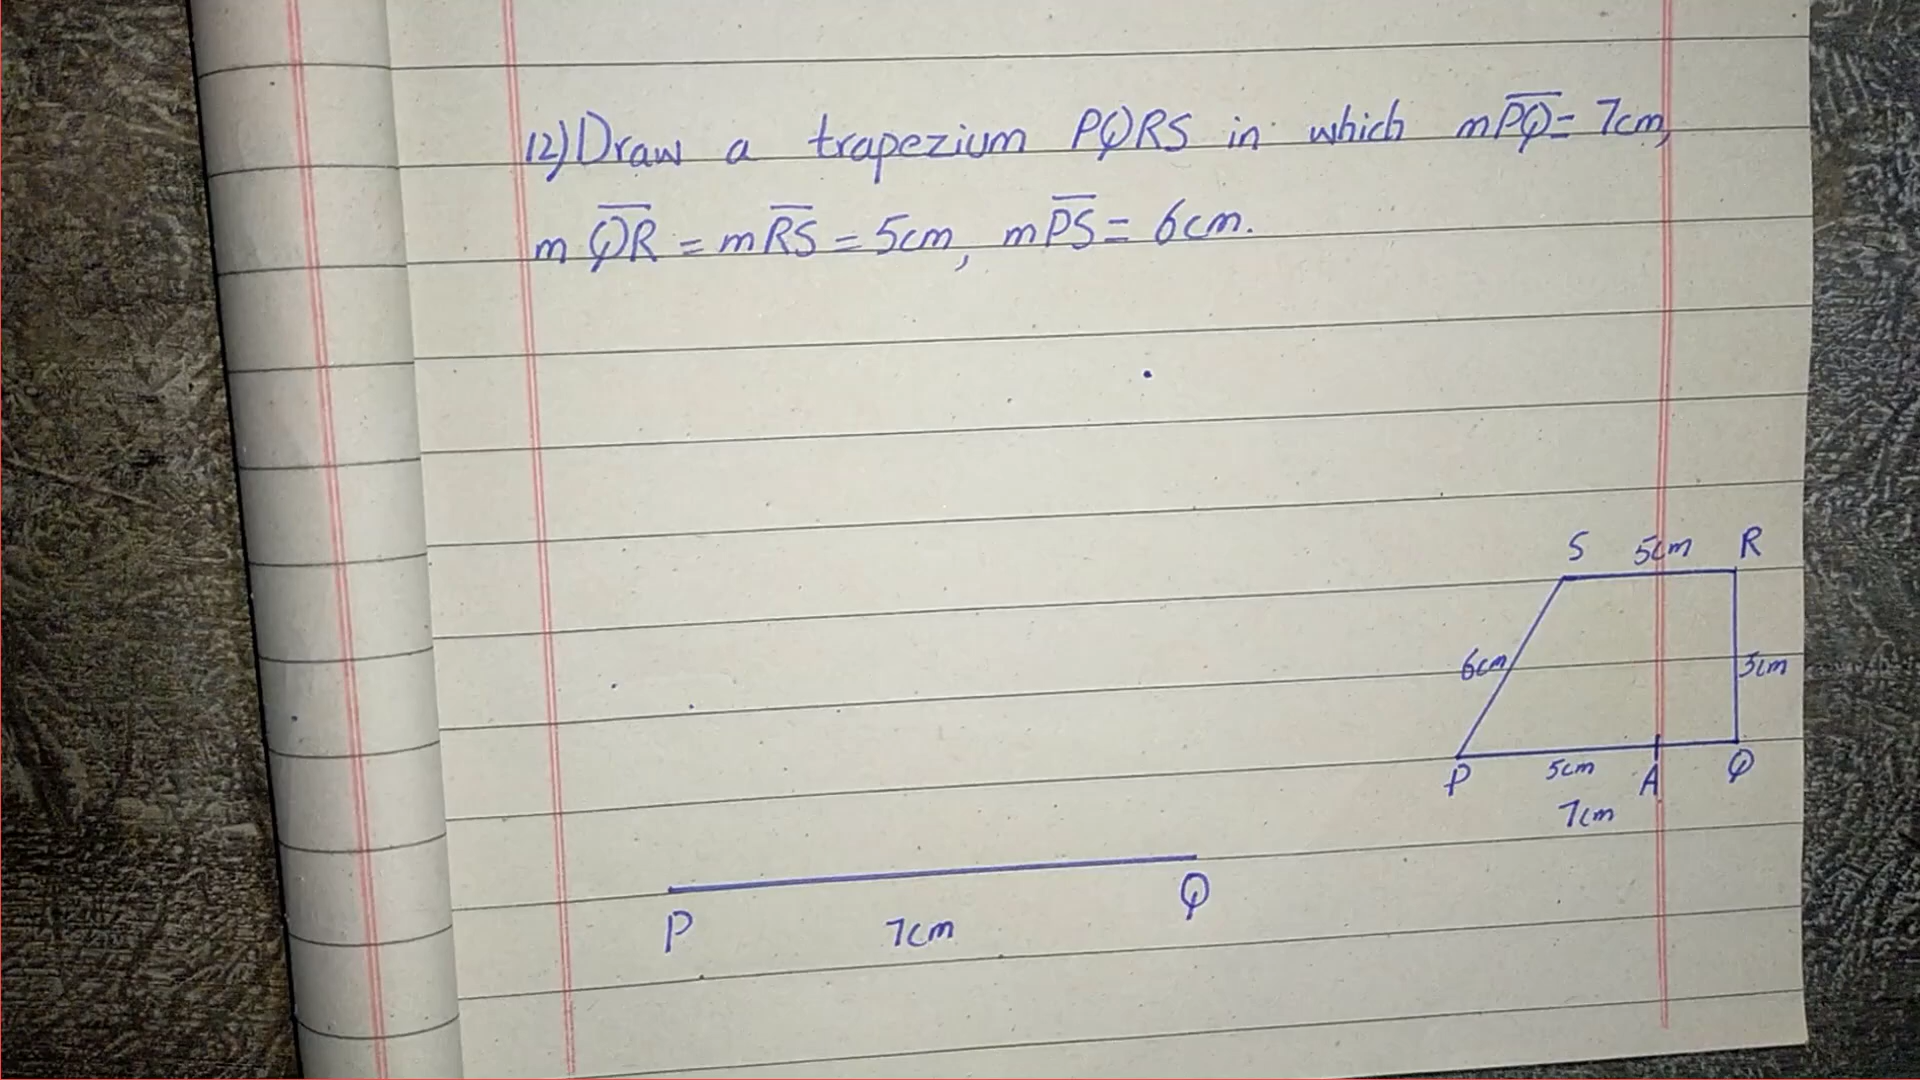 12) Draw a trapezium PQRS in which mPQ = 7cm,
mQR = mRS = 5cm, mPS = 6cm.
S 5cm R
6cm 5cm
P 5cm A Q
7cm
P 7cm Q